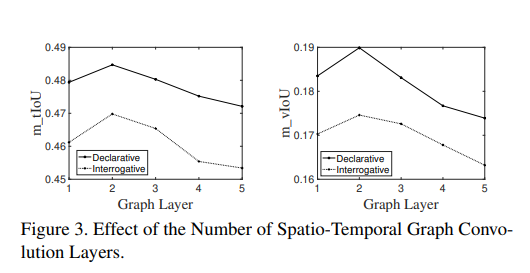 0.49
0.48
0.47
0.46
0.45
m_tIoU
Declarative
Interrogative
1 2 3 4 5
Graph Layer
0.19
0.18
0.17
0.16
m_vIoU
Declarative
Interrogative
1 2 3 4 5
Graph Layer
Figure 3. Effect of the Number of Spatio-Temporal Graph Convo-
lution Layers.